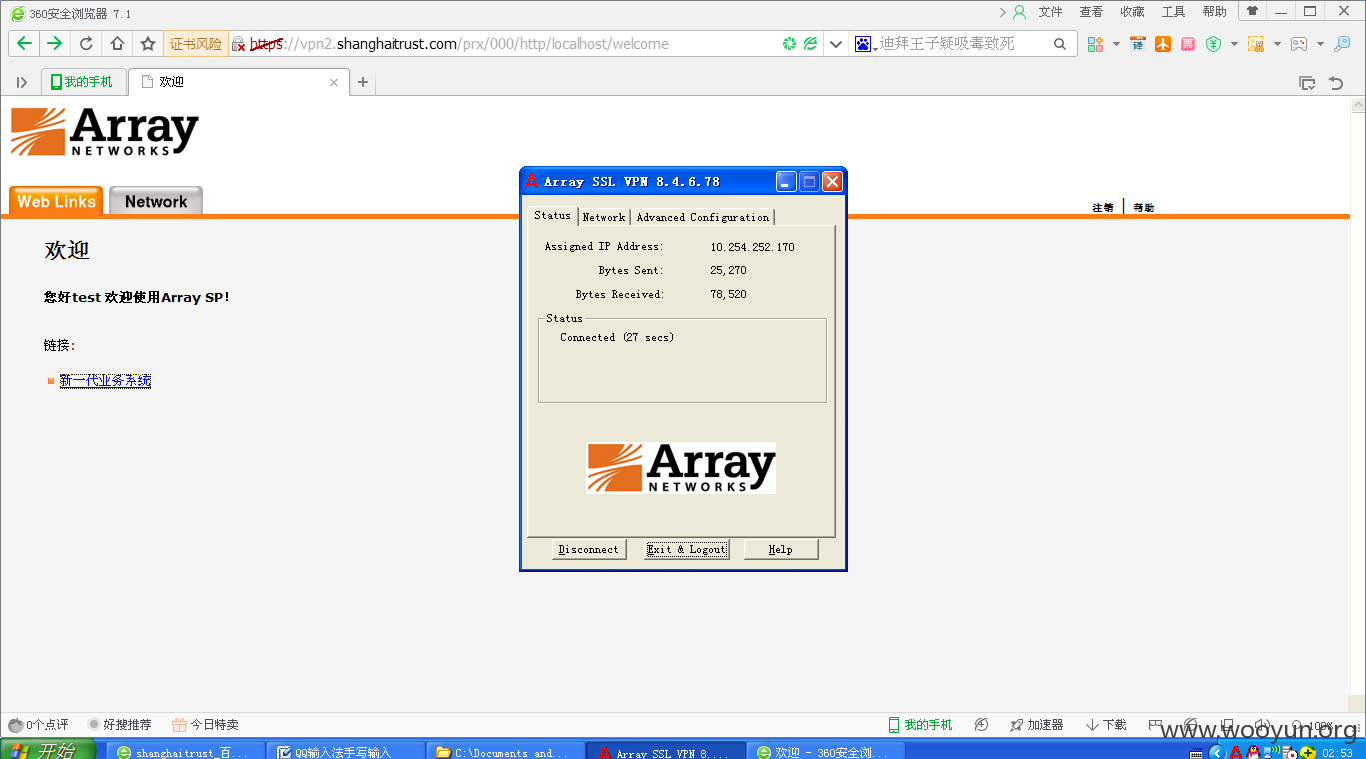 360安全浏览器 7.1
文件 查看 收藏 工具 帮助
证书风险 https://vpn2.shanghaitrust.com/prx/000/http/localhost/welcome
迪拜王子疑吸毒致死
译 票
我的手机 欢迎
Array
NETWORKS
Web Links Network
注销 帮助
欢迎
您好test 欢迎使用Array SP!
链接:
新一代业务系统
Array SSL VPN 8.4.6.78
Status Network Advanced Configuration
Assigned IP Address: 10.254.252.170
Bytes Sent: 25,270
Bytes Received: 78,520
Status
Connected (27 secs)
Array
NETWORKS
Disconnect Exit & Logout Help
0个点评 好搜推荐 今日特卖
我的手机 加速器 下载 100%
www.wooyun.org
开始 shanghaitrust_百... QQ输入法手写输入 C:\Documents and... Array SSL VPN 8.... 欢迎 - 360安全浏...
02:53